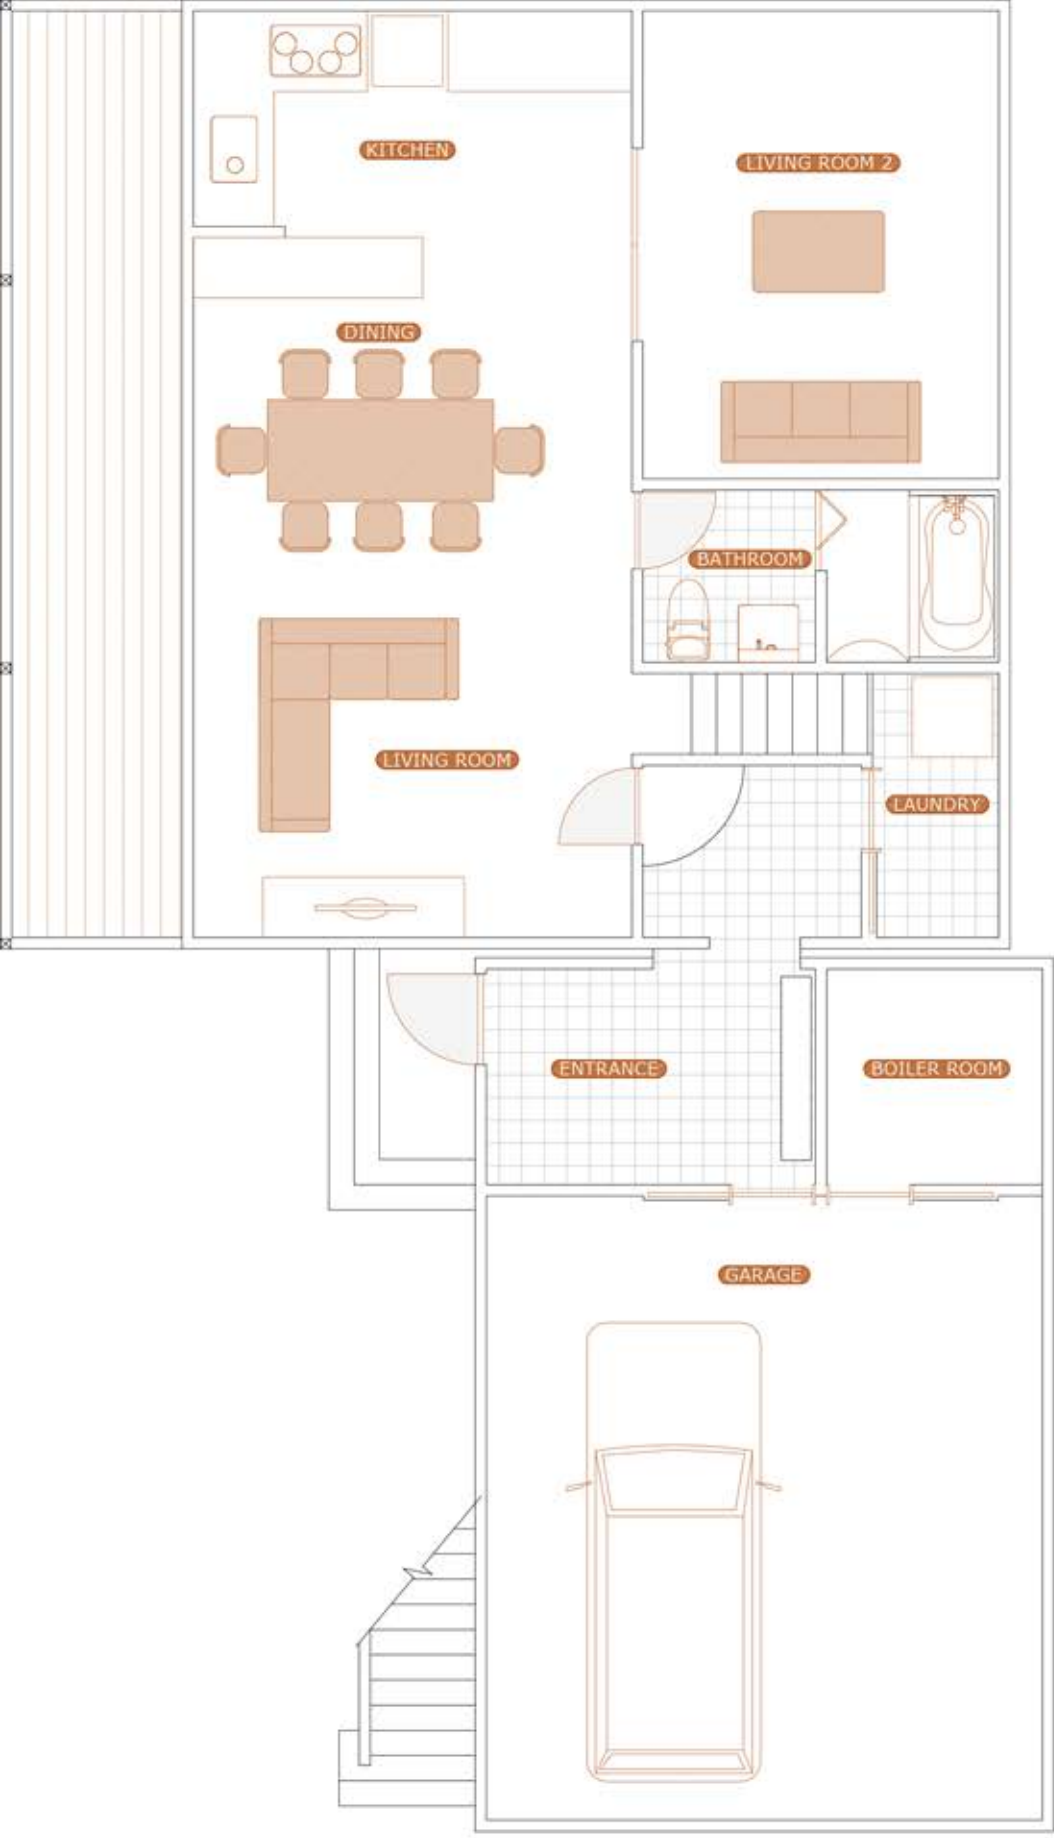 KITCHEN
LIVING ROOM 2
DINING
BATHROOM
LIVING ROOM
LAUNDRY
ENTRANCE
BOILER ROOM
GARAGE